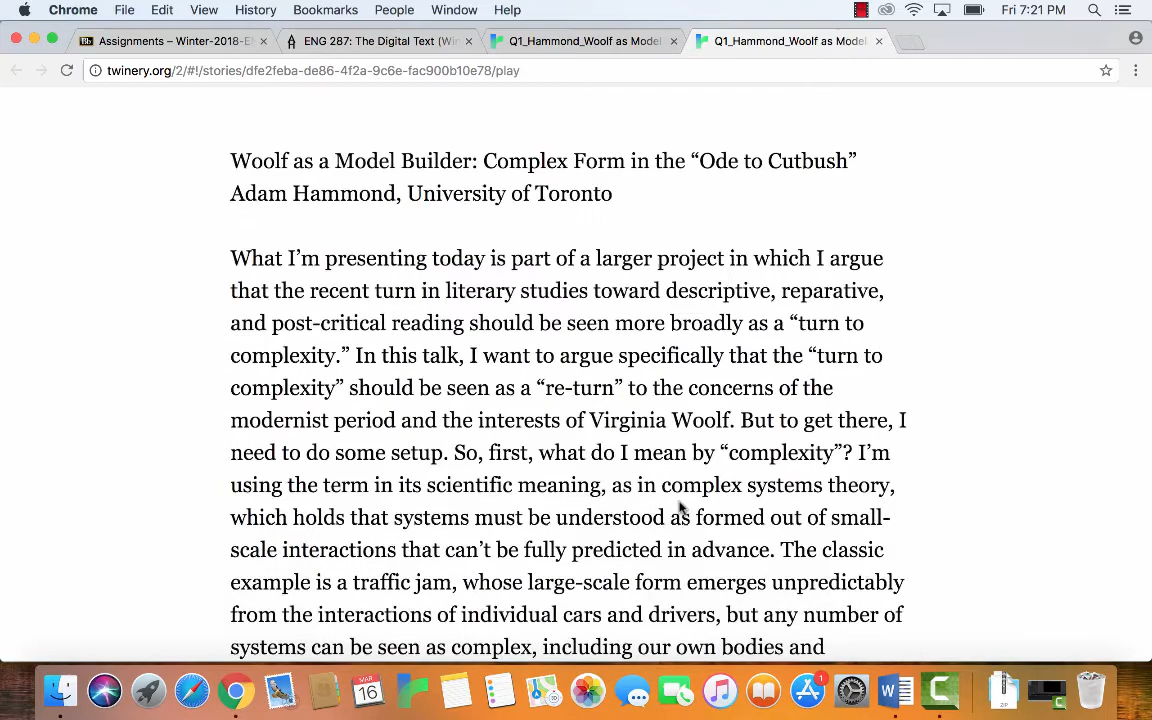 Chrome File Edit View History Bookmarks People Window Help Fri 7:21 PM
Assignments – Winter-2018-E ENG 287: The Digital Text (Wi Q1_Hammond_Woolf as Model Q1_Hammond_Woolf as Model
twinery.org/2/#!/stories/dfe2feba-de86-4f2a-9c6e-fac900b10e78/play
Woolf as a Model Builder: Complex Form in the “Ode to Cutbush”
Adam Hammond, University of Toronto
What I’m presenting today is part of a larger project in which I argue
that the recent turn in literary studies toward descriptive, reparative,
and post-critical reading should be seen more broadly as a “turn to
complexity.” In this talk, I want to argue specifically that the “turn to
complexity” should be seen as a “re-turn” to the concerns of the
modernist period and the interests of Virginia Woolf. But to get there, I
need to do some setup. So, first, what do I mean by “complexity”? I’m
using the term in its scientific meaning, as in complex systems theory,
which holds that systems must be understood as formed out of small-
scale interactions that can’t be fully predicted in advance. The classic
example is a traffic jam, whose large-scale form emerges unpredictably
from the interactions of individual cars and drivers, but any number of
systems can be seen as complex, including our own bodies and
MAR
16
1
ZIP